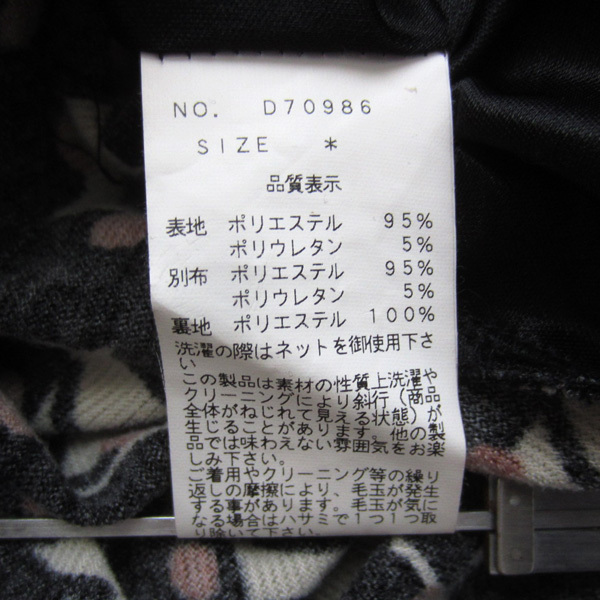 NO. D70986
SIZE *
品質表示
表地 ポリエステル 95%
ポリウレタン 5%
別布 ポリエステル 95%
ポリウレタン 5%
裏地 ポリエステル 100%
洗濯の際はネットを御使用下さ
い
この製品は素材の性質上洗濯や
クリーニングにより斜行(商品
全体がねじれて見える状態)が
生じることがあります。他の製
品では味わえない雰囲気をお楽
しみ下さい。
ご着用やクリーニング等の繰り
返しの摩擦により、毛玉が発生
する事があります。毛玉が気に
なる場合はハサミで1つ1つ取
り除いて下さい。